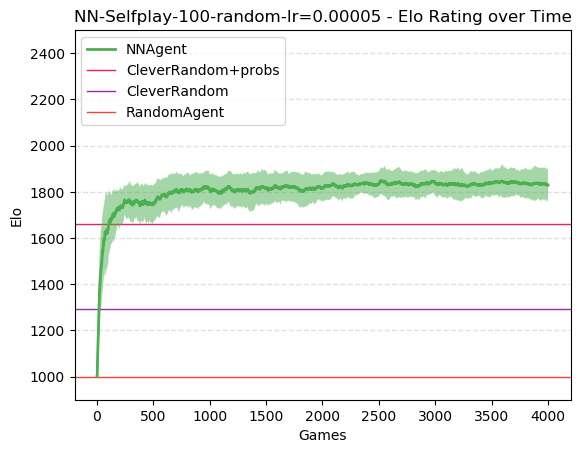 NN-Selfplay-100-random-lr=0.00005 - Elo Rating over Time
NNAgent
CleverRandom+probs
CleverRandom
RandomAgent
Elo
2400
2200
2000
1800
1600
1400
1200
1000
0 500 1000 1500 2000 2500 3000 3500 4000
Games